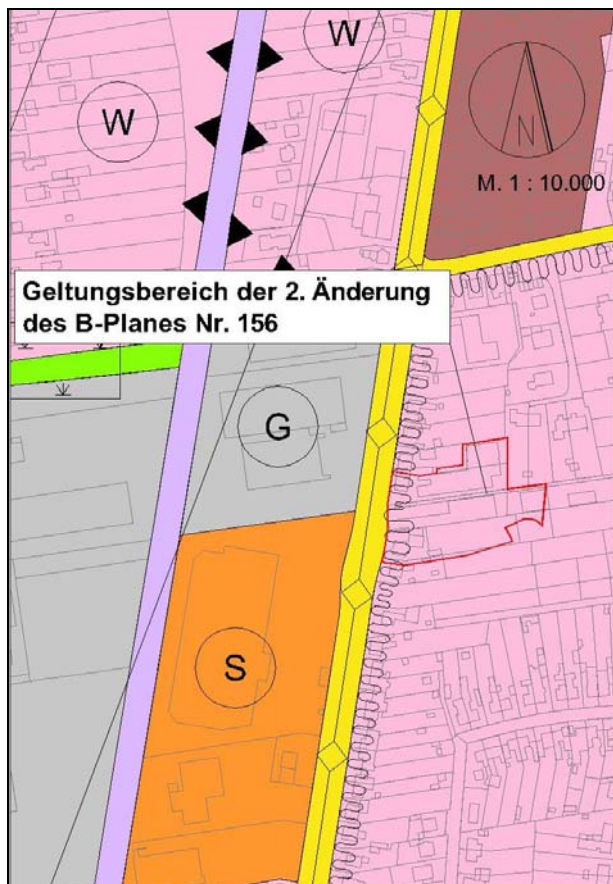 W
W
N
M. 1 : 10.000
Geltungsbereich der 2. Änderung
des B-Planes Nr. 156
G
S